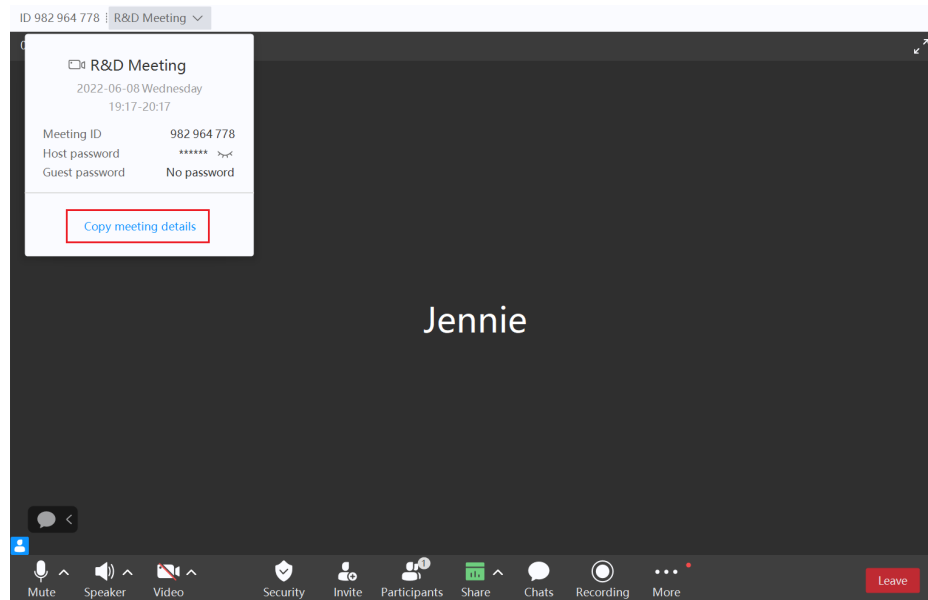 ID 982 964 778 R&D Meeting
R&D Meeting
2022-06-08 Wednesday
19:17-20:17
Meeting ID 982 964 778
Host password ******
Guest password No password
Copy meeting details
Jennie
1
Mute Speaker Video Security Invite Participants Share Chats Recording More Leave